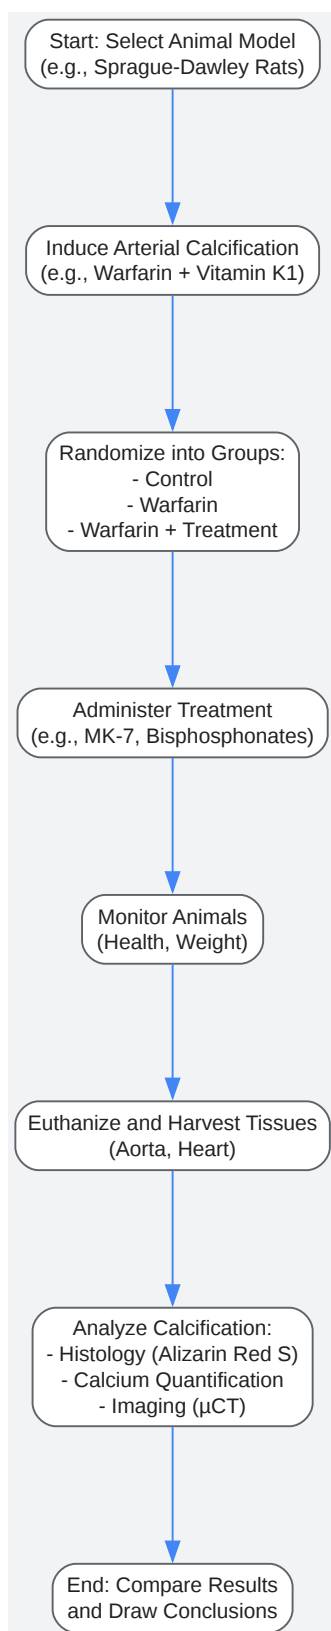 Start: Select Animal Model
(e.g., Sprague-Dawley Rats)
Induce Arterial Calcification
(e.g., Warfarin + Vitamin K1)
Randomize into Groups:
- Control
- Warfarin
- Warfarin + Treatment
Administer Treatment
(e.g., MK-7, Bisphosphonates)
Monitor Animals
(Health, Weight)
Euthanize and Harvest Tissues
(Aorta, Heart)
Analyze Calcification:
- Histology (Alizarin Red S)
- Calcium Quantification
- Imaging (µCT)
End: Compare Results
and Draw Conclusions